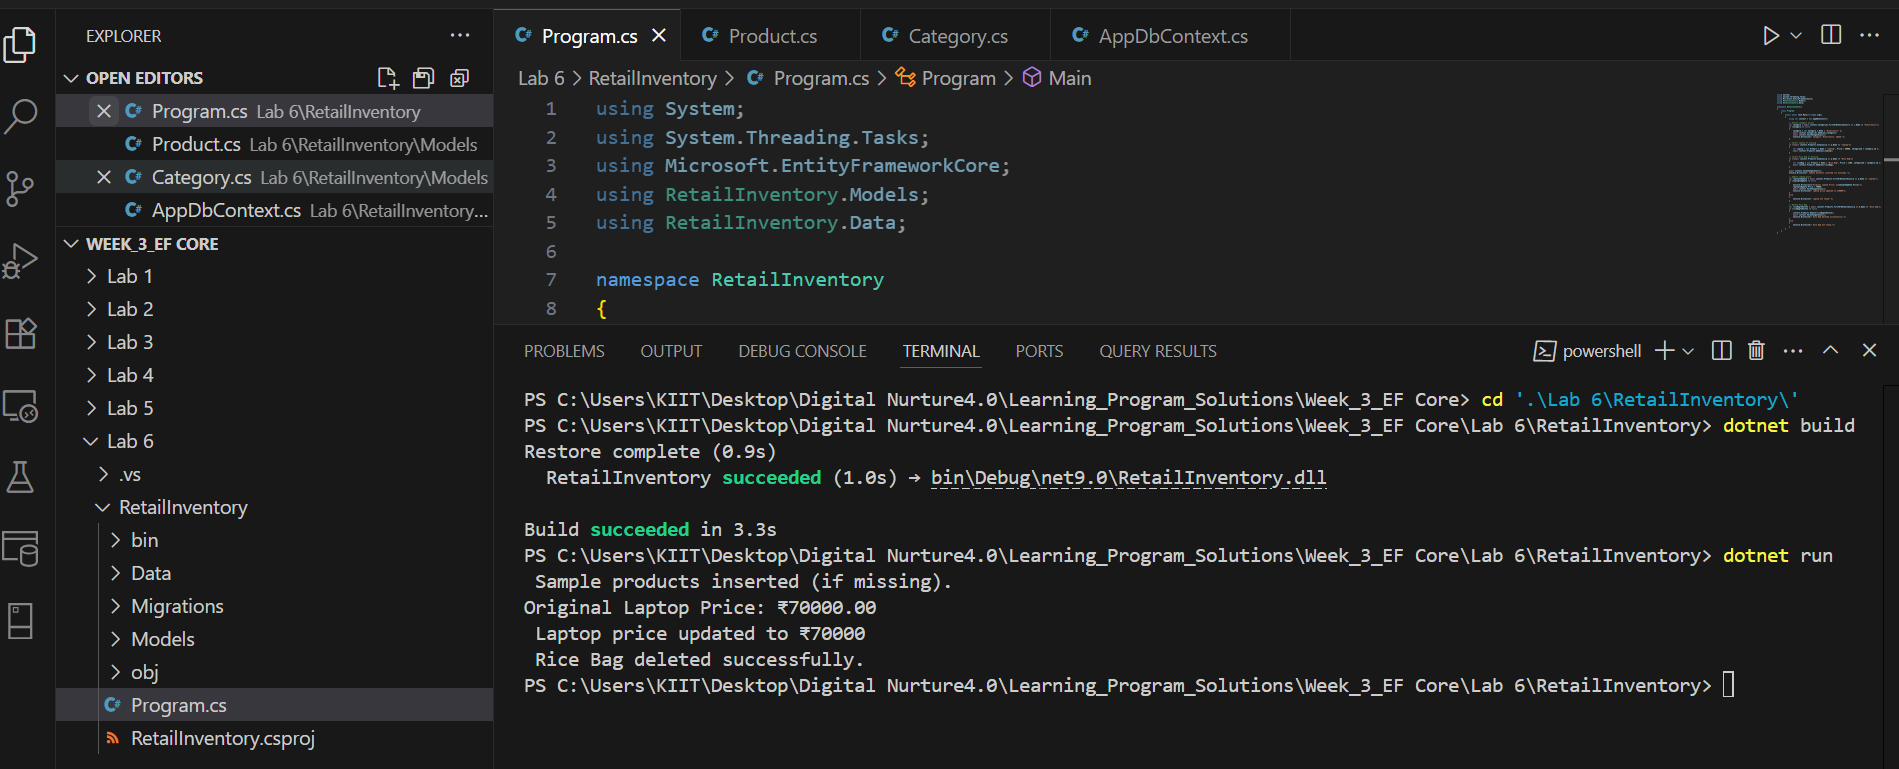 EXPLORER
OPEN EDITORS
Program.cs Lab 6\RetailInventory
Product.cs Lab 6\RetailInventory\Models
Category.cs Lab 6\RetailInventory\Models
AppDbContext.cs Lab 6\RetailInventory...
WEEK_3_EF CORE
Lab 1
Lab 2
Lab 3
Lab 4
Lab 5
Lab 6
.vs
RetailInventory
bin
Data
Migrations
Models
obj
Program.cs
RetailInventory.csproj
Program.cs Product.cs Category.cs AppDbContext.cs
Lab 6 > RetailInventory > Program.cs > Program > Main
1 using System;
2 using System.Threading.Tasks;
3 using Microsoft.EntityFrameworkCore;
4 using RetailInventory.Models;
5 using RetailInventory.Data;
6
7 namespace RetailInventory
8 {
PROBLEMS OUTPUT DEBUG CONSOLE TERMINAL PORTS QUERY RESULTS powershell
PS C:\Users\KIIT\Desktop\Digital Nurture4.0\Learning_Program_Solutions\Week_3_EF Core> cd '.\Lab 6\RetailInventory\'
PS C:\Users\KIIT\Desktop\Digital Nurture4.0\Learning_Program_Solutions\Week_3_EF Core\Lab 6\RetailInventory> dotnet build
Restore complete (0.9s)
RetailInventory succeeded (1.0s) → bin\Debug\net9.0\RetailInventory.dll
Build succeeded in 3.3s
PS C:\Users\KIIT\Desktop\Digital Nurture4.0\Learning_Program_Solutions\Week_3_EF Core\Lab 6\RetailInventory> dotnet run
Sample products inserted (if missing).
Original Laptop Price: ₹70000.00
Laptop price updated to ₹70000
Rice Bag deleted successfully.
PS C:\Users\KIIT\Desktop\Digital Nurture4.0\Learning_Program_Solutions\Week_3_EF Core\Lab 6\RetailInventory>